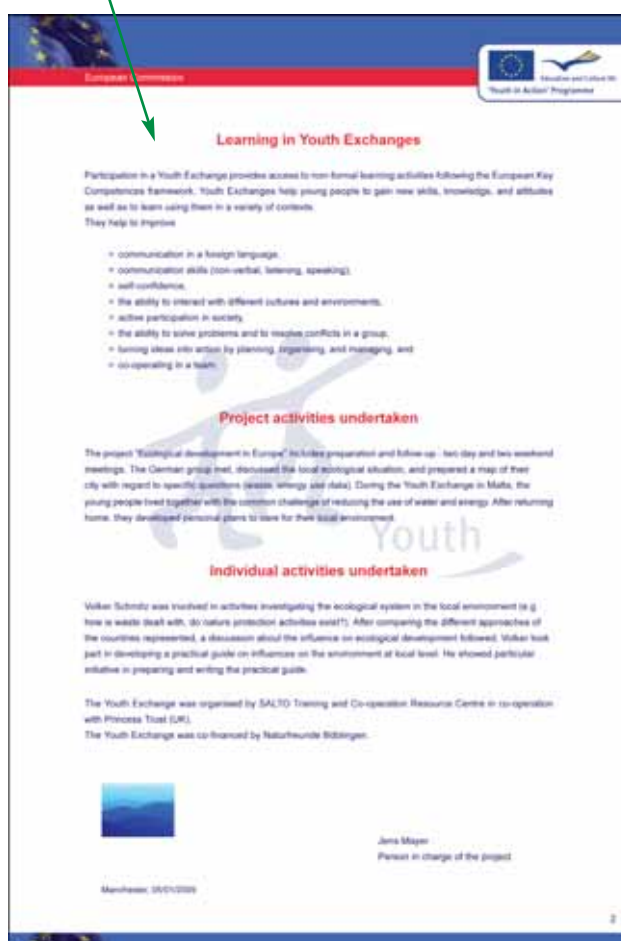 European Commission
Education and Culture DG
'Youth in Action' Programme
Learning in Youth Exchanges
Participation in a Youth Exchange provides access to non-formal learning activities following the European Key
Competences framework. Youth Exchanges help young people to gain new skills, knowledge, and attitudes
as well as to learn using them in a variety of contexts.
They help to improve
communication in a foreign language,
communication skills (non-verbal, listening, speaking),
self-confidence,
the ability to interact with different cultures and environments,
active participation in society,
the ability to solve problems and to resolve conflicts in a group,
turning ideas into action by planning, organising, and managing, and
co-operating in a team.
Project activities undertaken
The project "Ecological development in Europe" includes preparation and follow-up: two day and two weekend
meetings. The German group met, discussed the local ecological situation, and prepared a map of their
city with regard to specific questions (waste, energy use data). During the Youth Exchange in Malta, the
young people lived together with the common challenge of reducing the use of water and energy. After returning
home, they developed personal plans to care for their local environment.
Youth
Individual activities undertaken
Volker Schmitz was involved in activities investigating the ecological system in the local environment (e.g.
how is waste dealt with, do nature protection activities exist?). After comparing the different approaches of
the countries represented, a discussion about the influence on ecological development followed. Volker took
part in developing a practical guide on influences on the environment at local level. He showed particular
initiative in preparing and writing the practical guide.
The Youth Exchange was organised by SALTO Training and Co-operation Resource Centre in co-operation
with Princess Trust (UK).
The Youth Exchange was co-financed by Naturfreunde Böblingen.
Jens Mayer
Person in charge of the project
Manchester, 05/01/2009
2